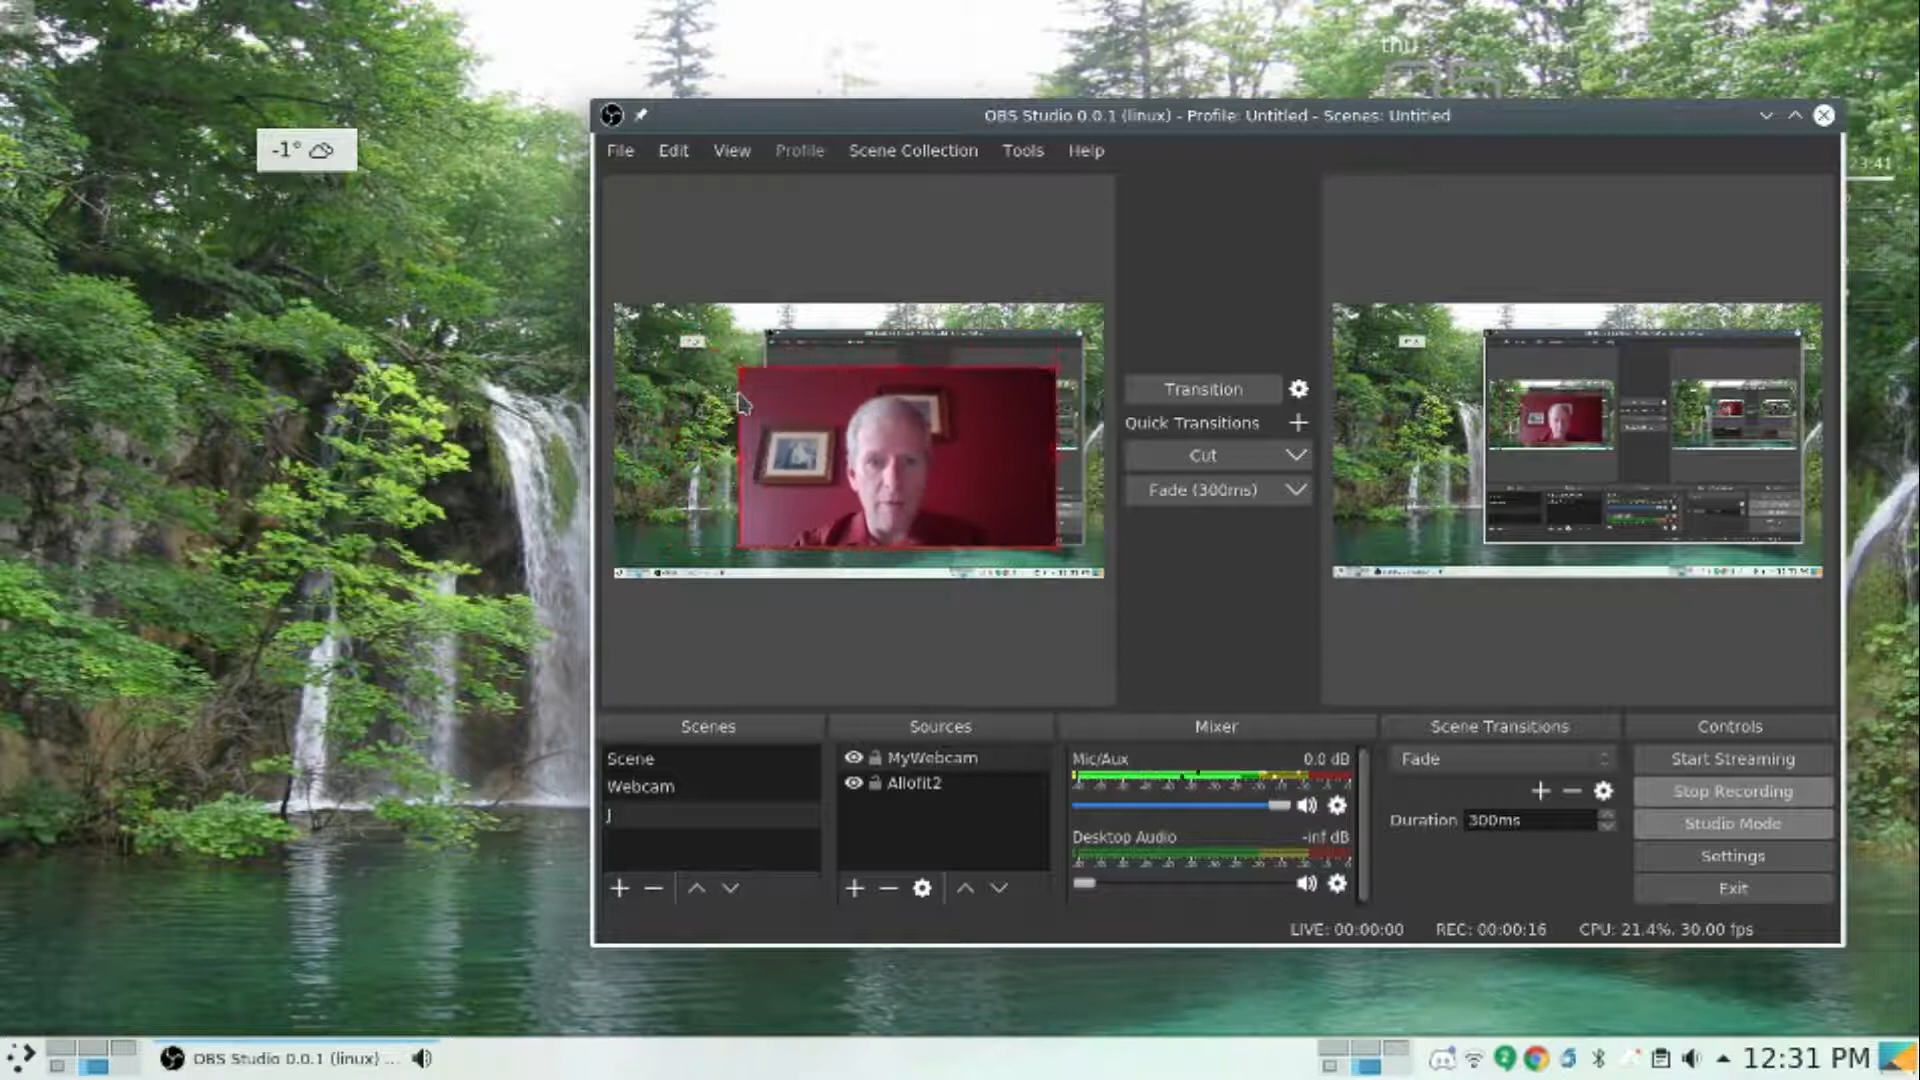 thu
-1°
OBS Studio 0.0.1 (linux) - Profile: Untitled - Scenes: Untitled
File Edit View Profile Scene Collection Tools Help
23:41
Transition
Quick Transitions
Cut
Fade (300ms)
Scenes
Scene
Webcam
J
Sources
MyWebcam
Allofit2
Mixer
Mic/Aux 0.0 dB
Desktop Audio -inf dB
Scene Transitions
Fade
Duration 300ms
Controls
Start Streaming
Stop Recording
Studio Mode
Settings
Exit
LIVE: 00:00:00 REC: 00:00:16 CPU: 21.4%, 30.00 fps
OBS Studio 0.0.1 (linux) ...
12:31 PM